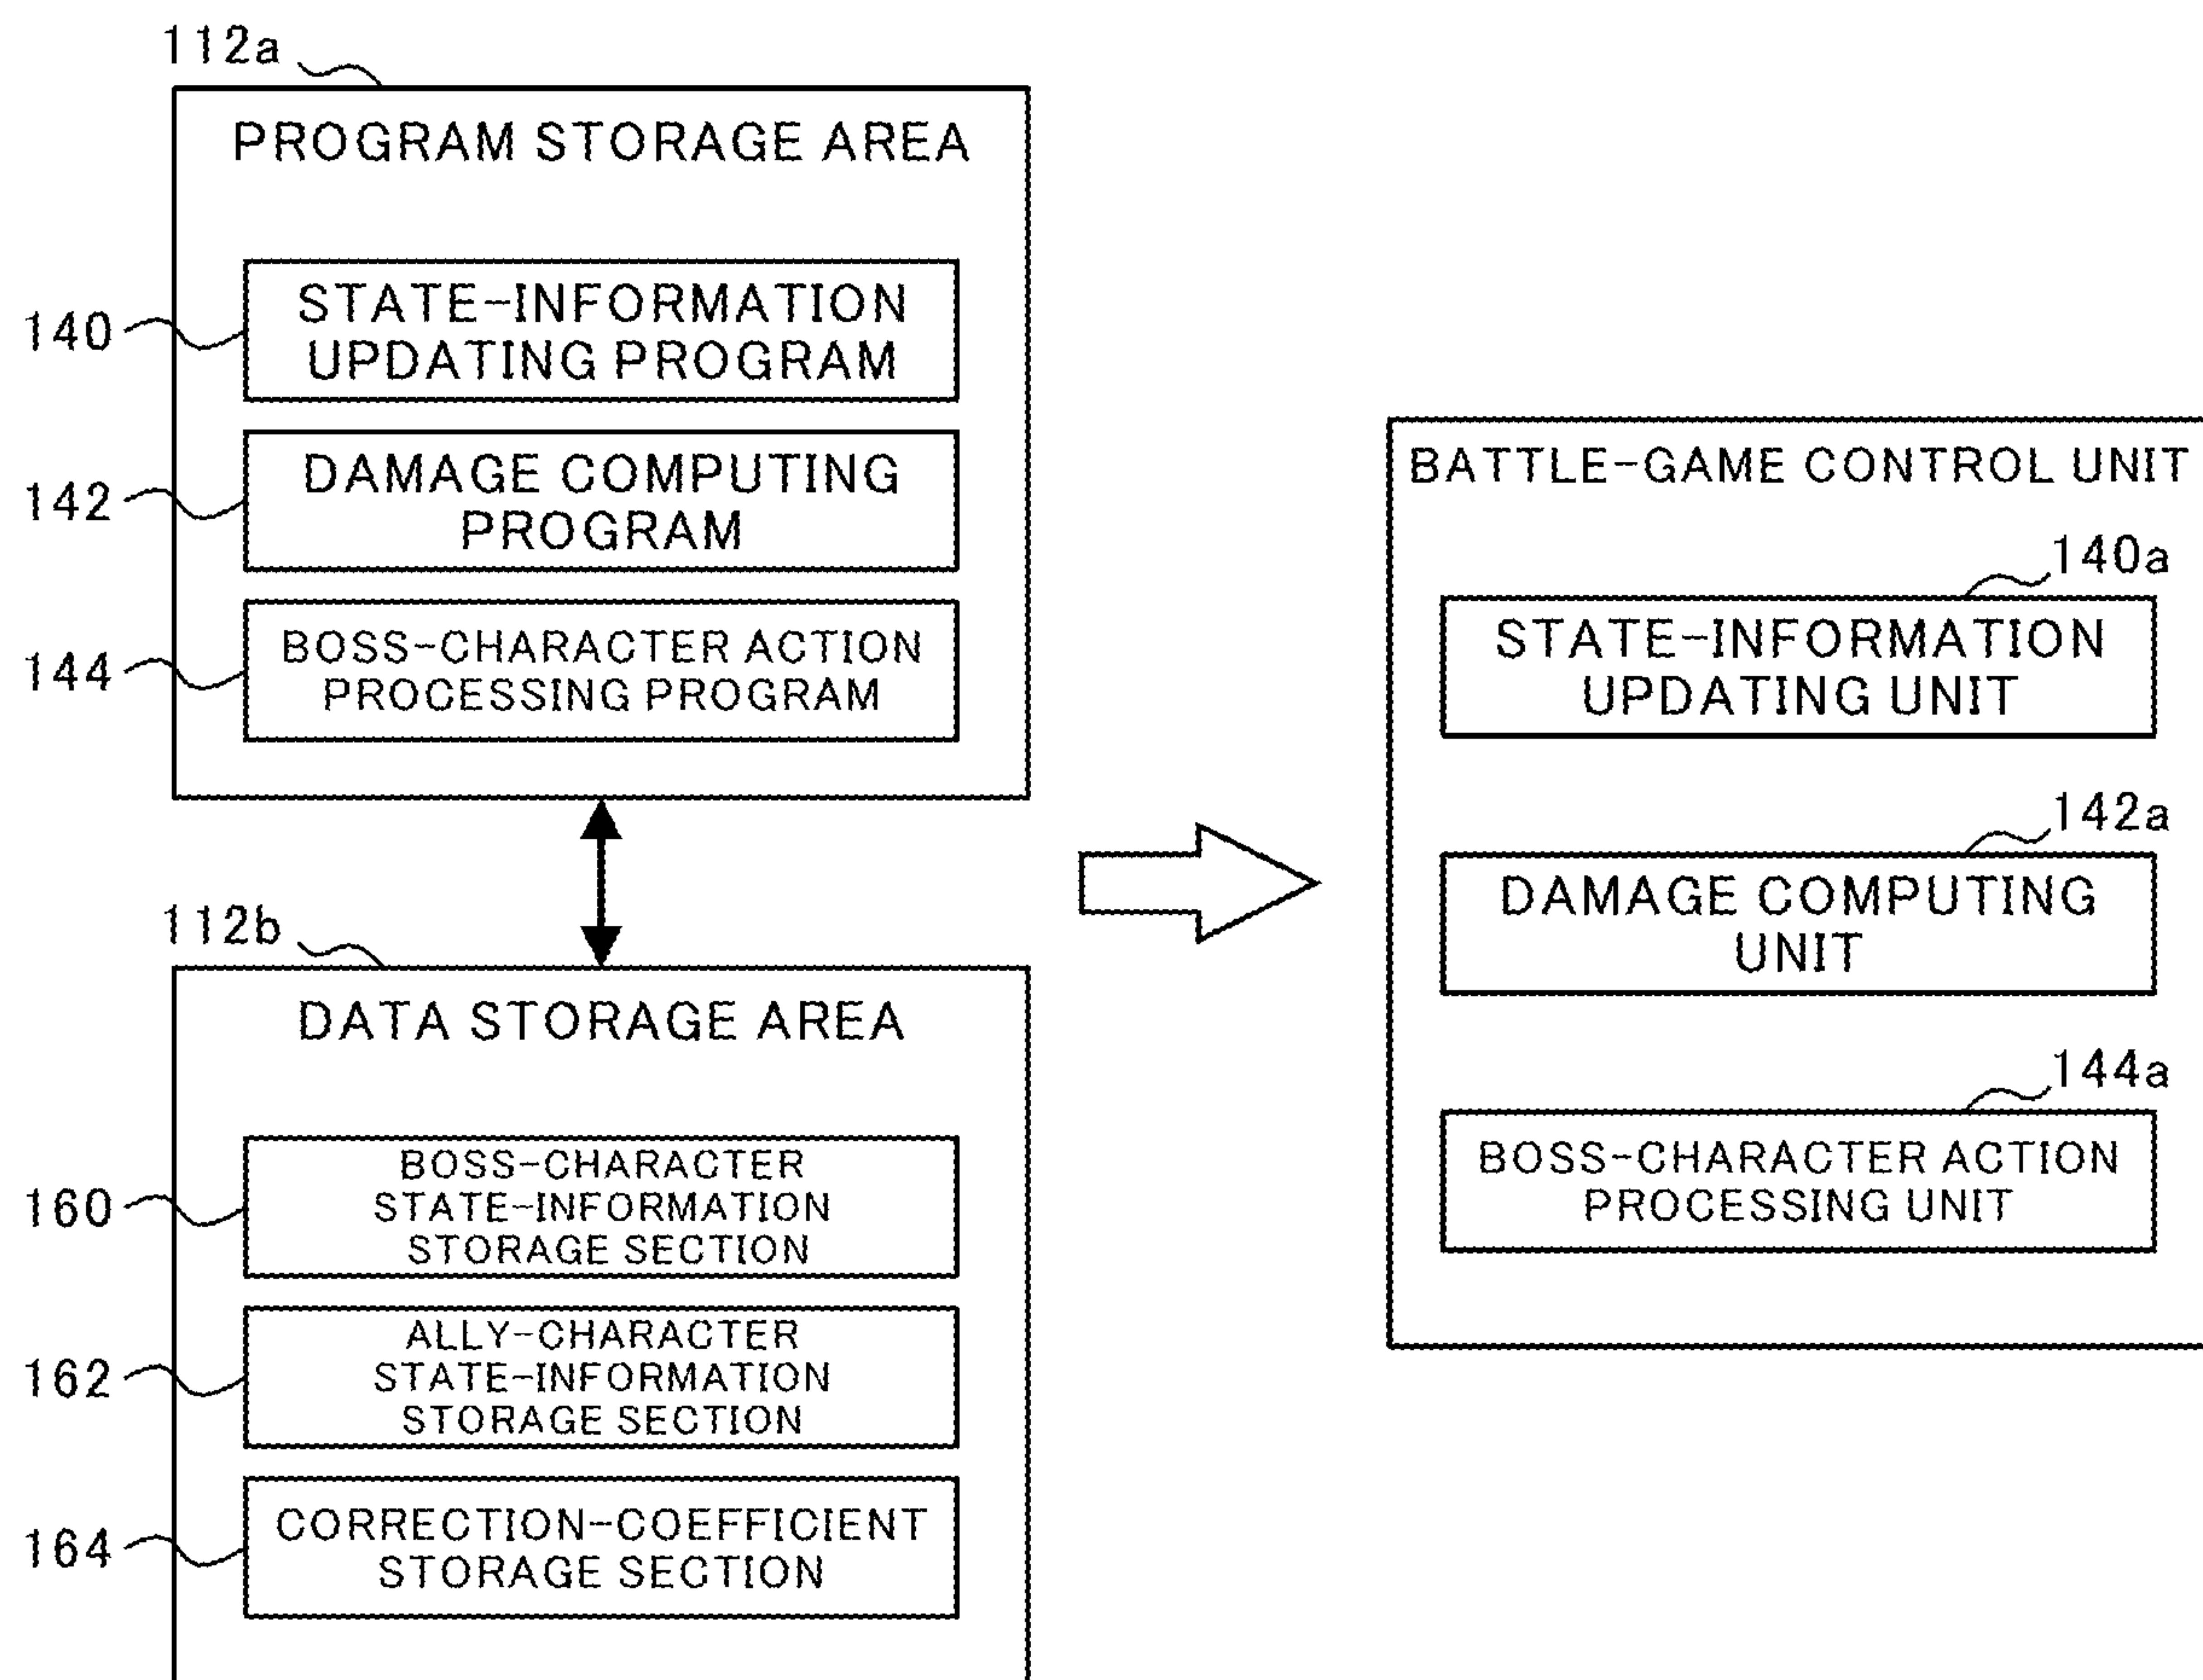 112a
PROGRAM STORAGE AREA
140
STATE-INFORMATION
UPDATING PROGRAM
142
DAMAGE COMPUTING
PROGRAM
144
BOSS-CHARACTER ACTION
PROCESSING PROGRAM
112b
DATA STORAGE AREA
160
BOSS-CHARACTER
STATE-INFORMATION
STORAGE SECTION
162
ALLY-CHARACTER
STATE-INFORMATION
STORAGE SECTION
164
CORRECTION-COEFFICIENT
STORAGE SECTION
BATTLE-GAME CONTROL UNIT
140a
STATE-INFORMATION
UPDATING UNIT
142a
DAMAGE COMPUTING
UNIT
144a
BOSS-CHARACTER ACTION
PROCESSING UNIT